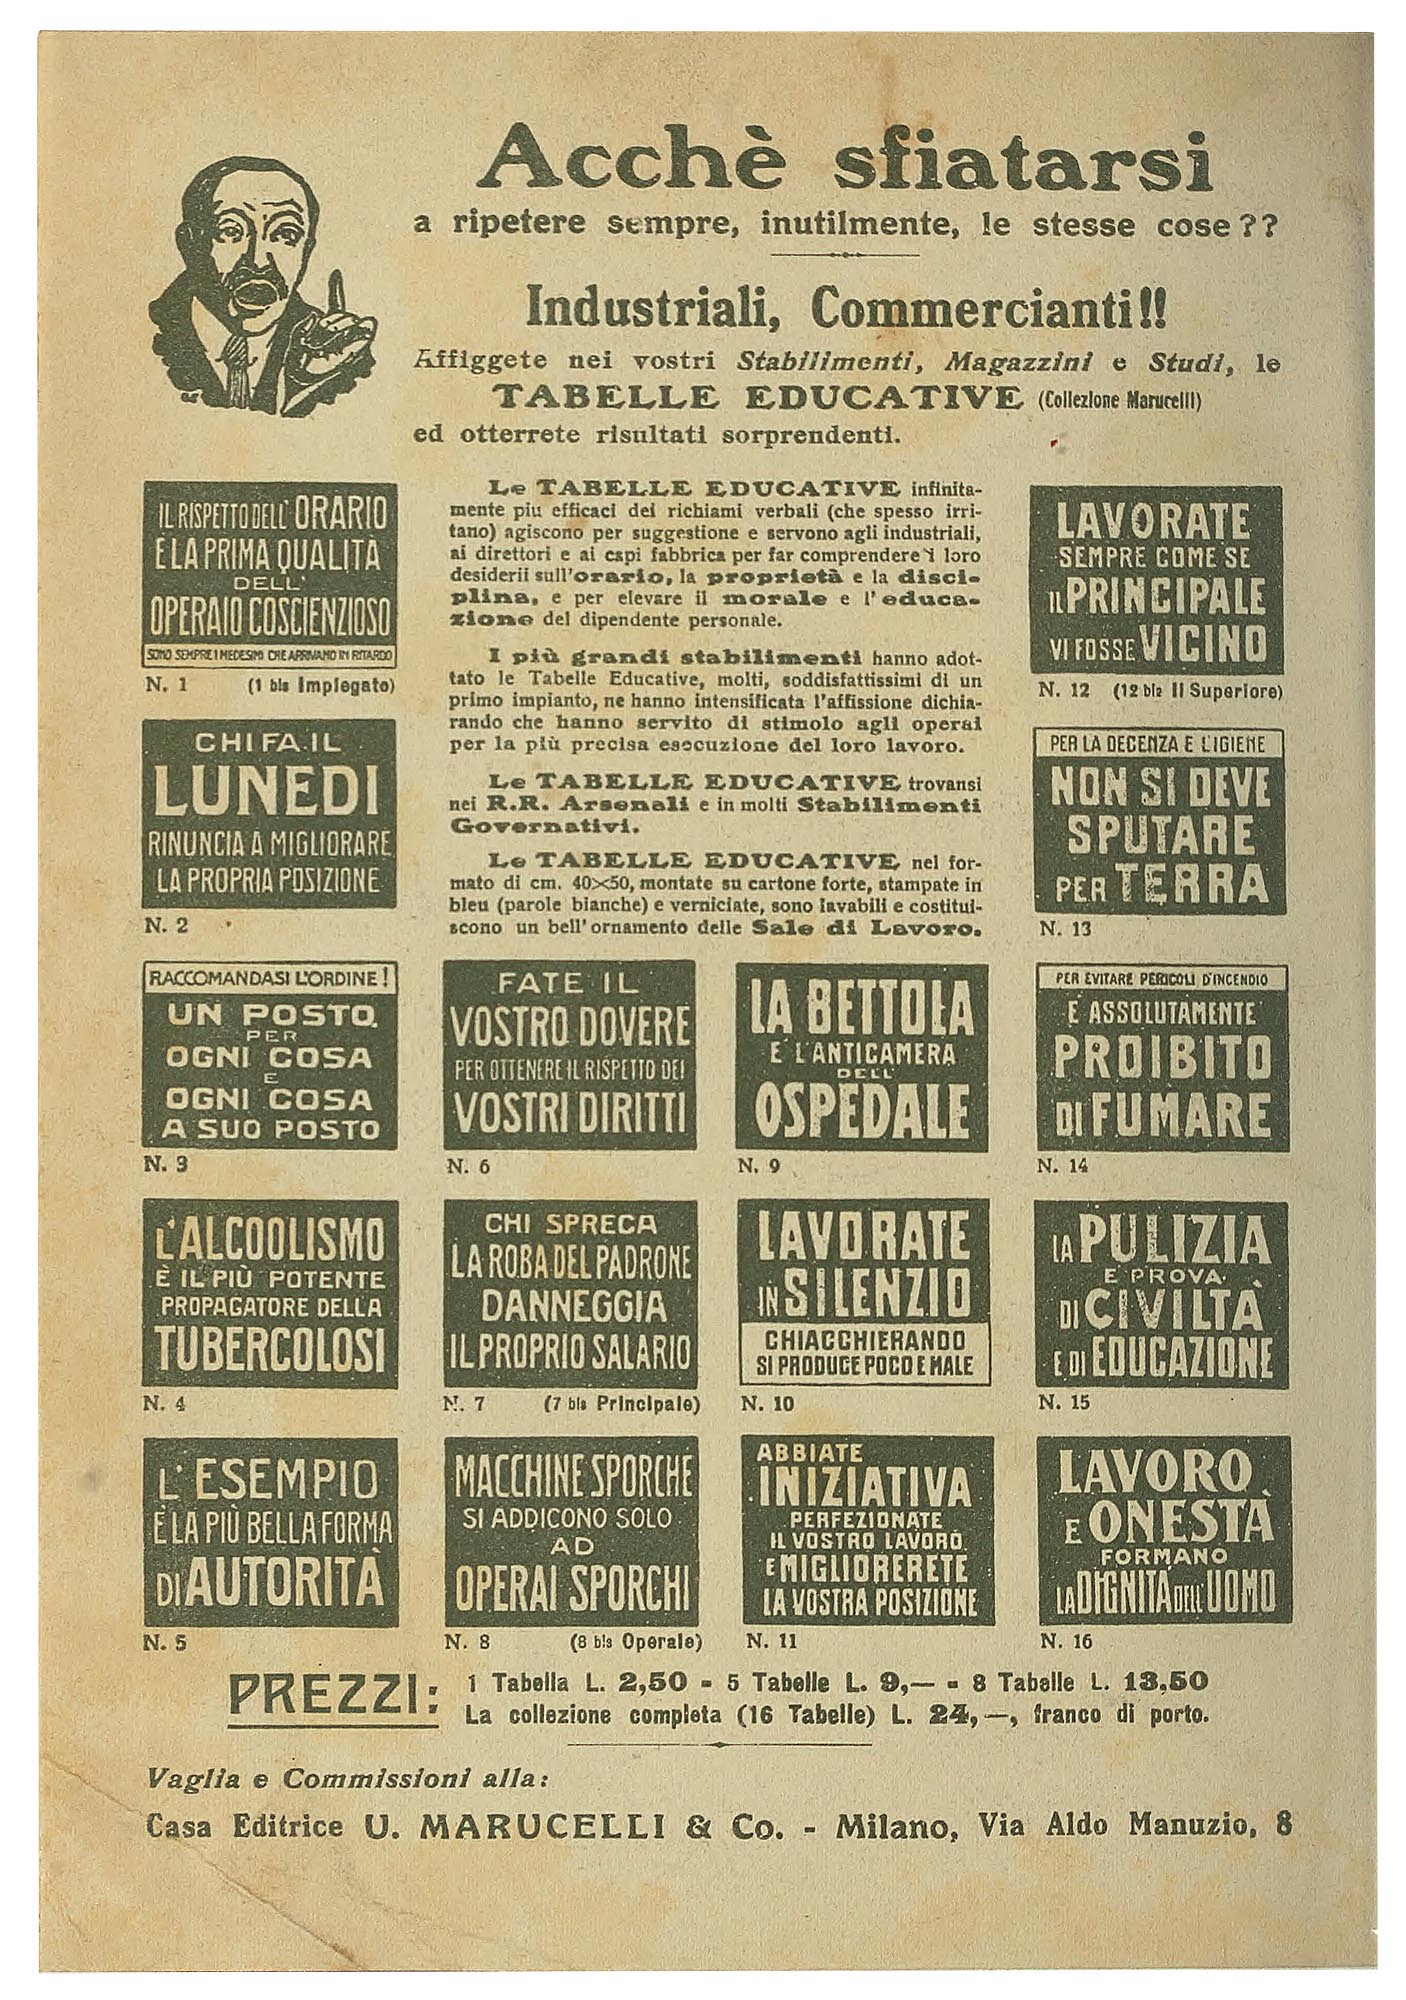 Acchè sfiatarsi
a ripetere sempre, inutilmente, le stesse cose??
Industriali, Commercianti!!
Affiggete nei vostri Stabilimenti, Magazzini e Studi, le
TABELLE EDUCATIVE (Collezione Marucelli)
ed otterrete risultati sorprendenti.
IL RISPETTO DELL'ORARIO
È LA PRIMA QUALITÀ
DELL'
OPERAIO COSCIENZIOSO
SONO SEMPRE I MEDESIMI CHE ARRIVANO IN RITARDO
N. 1 (1 bis Impiegato)
CHI FA IL
LUNEDI
RINUNCIA A MIGLIORARE
LA PROPRIA POSIZIONE
N. 2
Le TABELLE EDUCATIVE infinita-
mente piu efficaci dei richiami verbali (che spesso irri-
tano) agiscono per suggestione e servono agli industriali,
ai direttori e ai capi fabbrica per far comprendere i loro
desiderii sull'orario, la proprietà e la disci-
plina, e per elevare il morale e l'educa-
zione del dipendente personale.
I più grandi stabilimenti hanno adot-
tato le Tabelle Educative, molti, soddisfattissimi di un
primo impianto, ne hanno intensificata l'affissione dichia-
rando che hanno servito di stimolo agli operai
per la più precisa esecuzione del loro lavoro.
Le TABELLE EDUCATIVE trovansi
nei R.R. Arsenali e in molti Stabilimenti
Governativi.
Le TABELLE EDUCATIVE nel for-
mato di cm. 40×50, montate su cartone forte, stampate in
bleu (parole bianche) e verniciate, sono lavabili e costitui-
scono un bell'ornamento delle Sale di Lavoro.
LAVORATE
SEMPRE COME SE
IL PRINCIPALE
VI FOSSE VICINO
N. 12 (12 bis Il Superiore)
PER LA DECENZA E L'IGIENE
NON SI DEVE
SPUTARE
PER TERRA
N. 13
RACCOMANDASI L'ORDINE!
UN POSTO
PER
OGNI COSA
E
OGNI COSA
A SUO POSTO
N. 3
FATE IL
VOSTRO DOVERE
PER OTTENERE IL RISPETTO DEI
VOSTRI DIRITTI
N. 6
LA BETTOLA
È L'ANTICAMERA
DELL'
OSPEDALE
N. 9
PER EVITARE PERICOLI D'INCENDIO
È ASSOLUTAMENTE
PROIBITO
DI FUMARE
N. 14
L'ALCOOLISMO
È IL PIÙ POTENTE
PROPAGATORE DELLA
TUBERCOLOSI
N. 4
CHI SPRECA
LA ROBA DEL PADRONE
DANNEGGIA
IL PROPRIO SALARIO
N. 7 (7 bis Principale)
LAVORATE
IN SILENZIO
CHIACCHIERANDO
SI PRODUCE POCO E MALE
N. 10
LA PULIZIA
È PROVA
DI CIVILTÀ
E DI EDUCAZIONE
N. 15
L'ESEMPIO
È LA PIÙ BELLA FORMA
DI AUTORITÀ
N. 5
MACCHINE SPORCHE
SI ADDICONO SOLO
AD
OPERAI SPORCHI
N. 8 (8 bis Operaie)
ABBIATE
INIZIATIVA
PERFEZIONATE
IL VOSTRO LAVORO
E MIGLIORERETE
LA VOSTRA POSIZIONE
N. 11
LAVORO
E ONESTÀ
FORMANO
LA DIGNITÀ DELL'UOMO
N. 16
PREZZI: 1 Tabella L. 2,50 - 5 Tabelle L. 9,— - 8 Tabelle L. 13,50
La collezione completa (16 Tabelle) L. 24,—, franco di porto.
Vaglia e Commissioni alla:
Casa Editrice U. MARUCELLI & Co. - Milano, Via Aldo Manuzio, 8